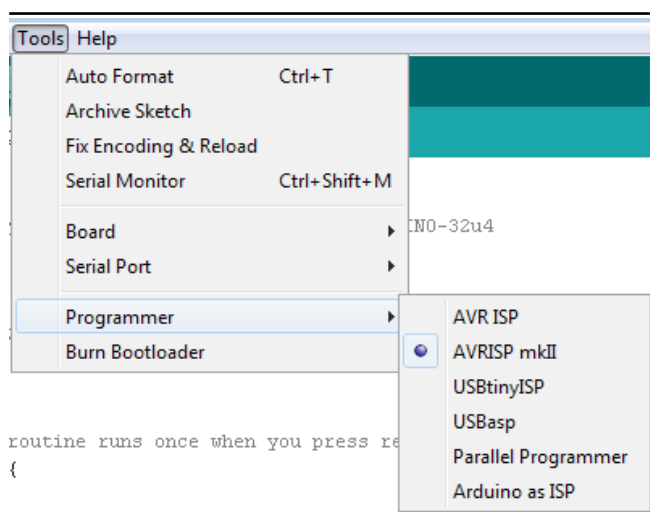 Tools Help
Auto Format Ctrl+T
Archive Sketch
Fix Encoding & Reload
Serial Monitor Ctrl+Shift+M
Board
INO-32u4
Serial Port
Programmer
Burn Bootloader
AVR ISP
AVRISP mkII
USBtinyISP
USBasp
Parallel Programmer
Arduino as ISP
routine runs once when you press re
{